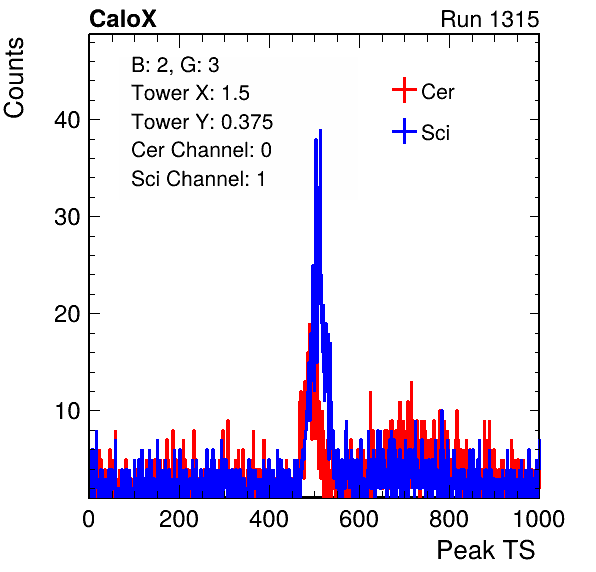 CaloX Run 1315
Counts
B: 2, G: 3
Tower X: 1.5
Tower Y: 0.375
Cer Channel: 0
Sci Channel: 1
Cer
Sci
40
30
20
10
0 200 400 600 800 1000
Peak TS